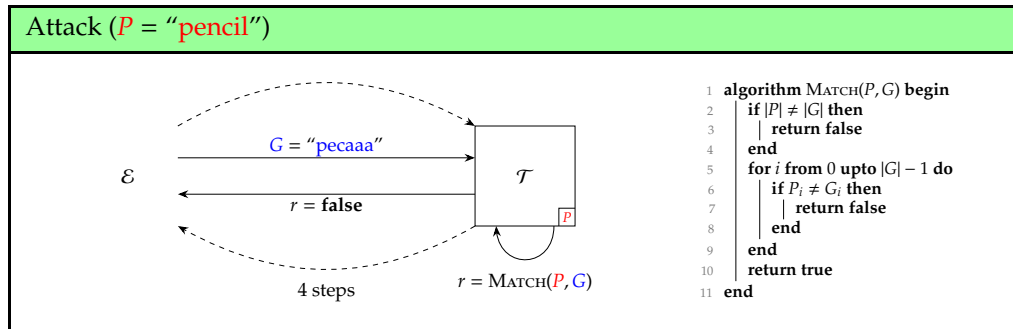 Attack (P = “pencil”)
G = “pecaaa”
ℰ
𝒯
r = false
P
4 steps
r = Match(P, G)
1 algorithm Match(P, G) begin
2 if |P| ≠ |G| then
3 return false
4 end
5 for i from 0 upto |G| − 1 do
6 if P_i ≠ G_i then
7 return false
8 end
9 end
10 return true
11 end